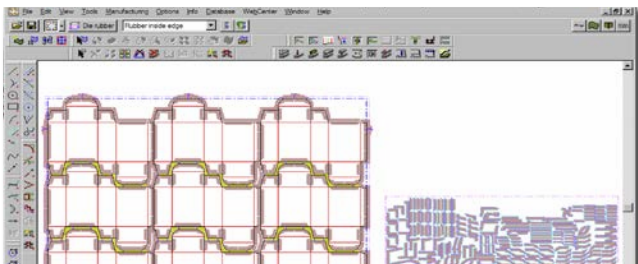 File Edit View Tools Manufacturing Options Info Database WebCenter Window Help
Die rubber Rubber inside edge